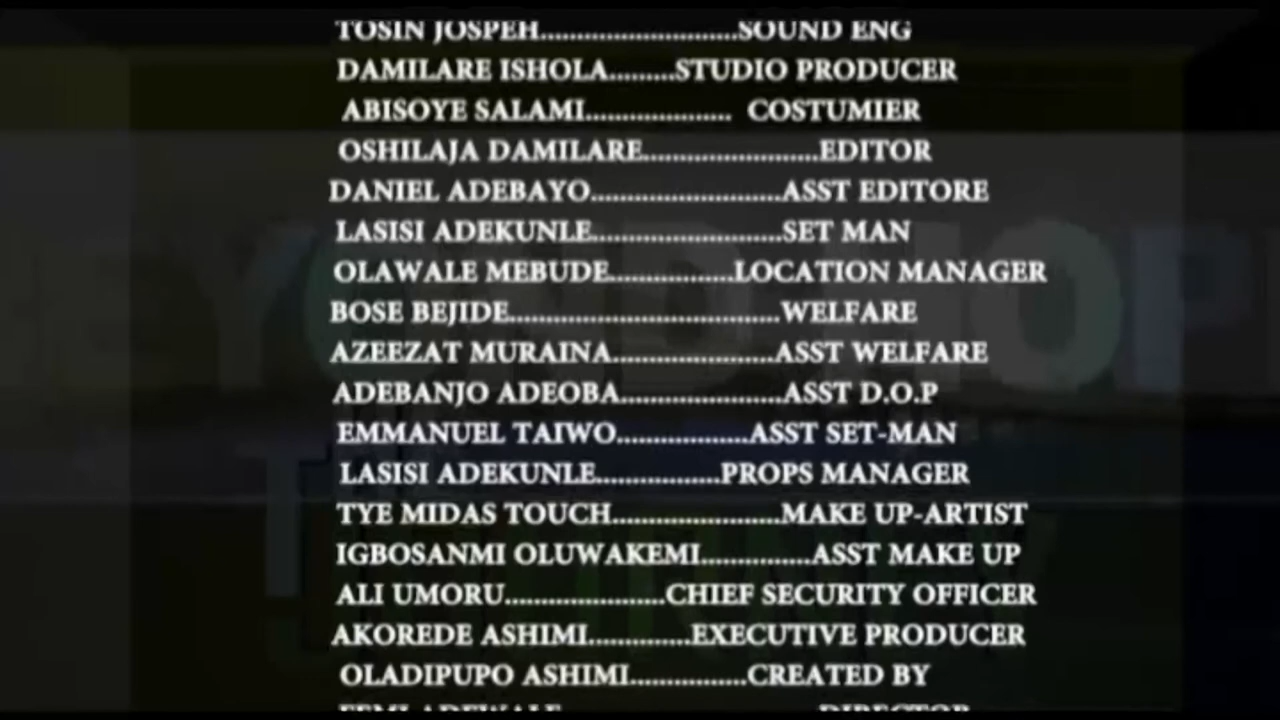 TOSIN JOSPEH...........................SOUND ENG
DAMILARE ISHOLA.........STUDIO PRODUCER
ABISOYE SALAMI.................... COSTUMIER
OSHILAJA DAMILARE........................EDITOR
DANIEL ADEBAYO..........................ASST EDITORE
LASISI ADEKUNLE..........................SET MAN
OLAWALE MEBUDE.................LOCATION MANAGER
BOSE BEJIDE.....................................WELFARE
AZEEZAT MURAINA......................ASST WELFARE
ADEBANJO ADEOBA......................ASST D.O.P
EMMANUEL TAIWO..................ASST SET-MAN
LASISI ADEKUNLE.................PROPS MANAGER
TYE MIDAS TOUCH.......................MAKE UP-ARTIST
IGBOSANMI OLUWAKEMI...............ASST MAKE UP
ALI UMORU......................CHIEF SECURITY OFFICER
AKOREDE ASHIMI..............EXECUTIVE PRODUCER
OLADIPUPO ASHIMI................CREATED BY